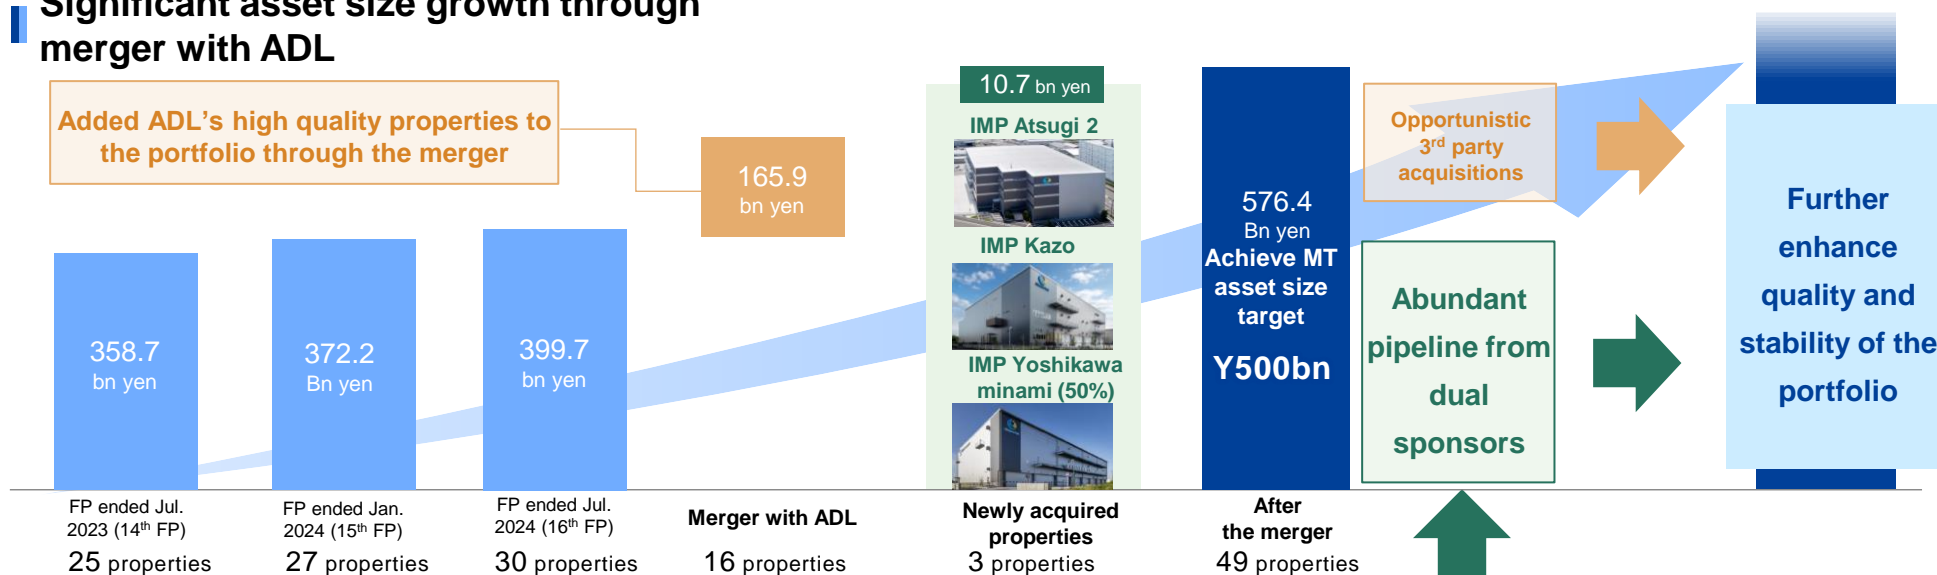 Significant asset size growth through
merger with ADL
Added ADL's high quality properties to
the portfolio through the merger
358.7
bn yen
372.2
Bn yen
399.7
bn yen
165.9
bn yen
10.7 bn yen
IMP Atsugi 2
IMP Kazo
IMP Yoshikawa
minami (50%)
576.4
Bn yen
Achieve MT
asset size
target
Y500bn
Opportunistic
3rd party
acquisitions
Abundant
pipeline from
dual
sponsors
Further
enhance
quality and
stability of the
portfolio
FP ended Jul.
2023 (14th FP)
25 properties
FP ended Jan.
2024 (15th FP)
27 properties
FP ended Jul.
2024 (16th FP)
30 properties
Merger with ADL
16 properties
Newly acquired
properties
3 properties
After
the merger
49 properties